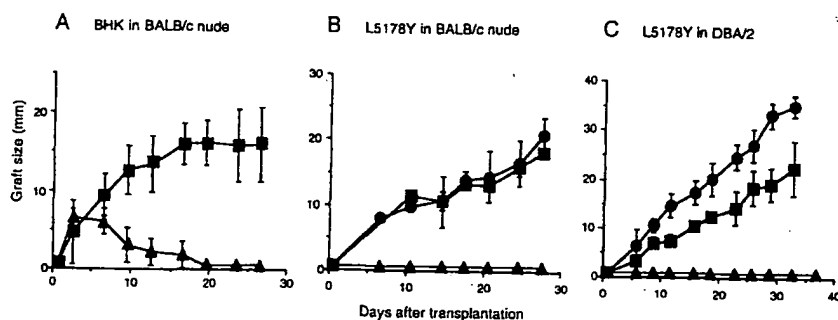 A BHK in BALB/c nude
B L5178Y in BALB/c nude
C L5178Y in DBA/2
Graft size (mm)
20
10
0
0 10 20 30
30
20
10
0
0 10 20 30
40
30
20
10
0
0 10 20 30 40
Days after transplantation